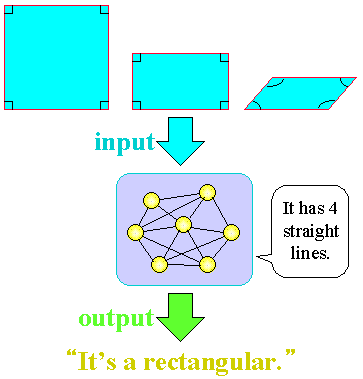 input
It has 4
straight
lines.
output
“It's a rectangular.”